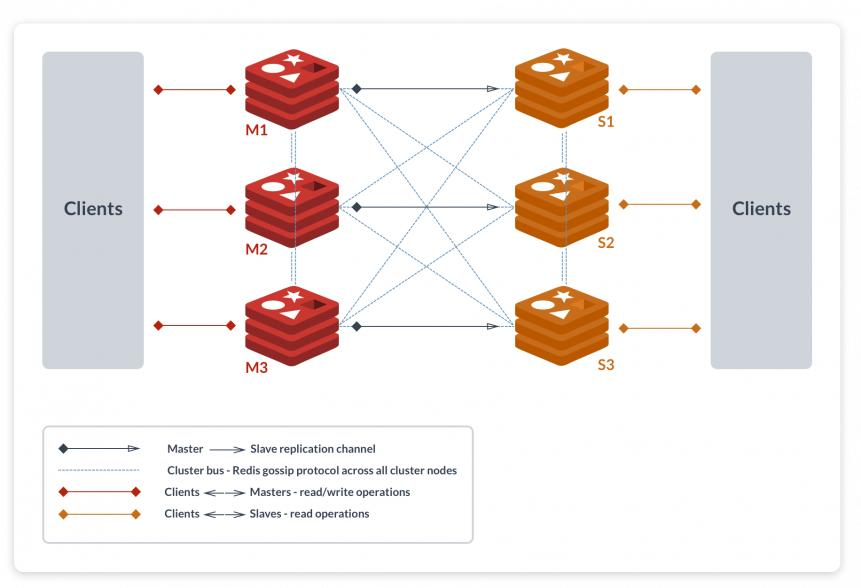 Clients
M1
M2
M3
S1
S2
S3
Clients
Master Slave replication channel
Cluster bus - Redis gossip protocol across all cluster nodes
Clients Masters - read/write operations
Clients Slaves - read operations